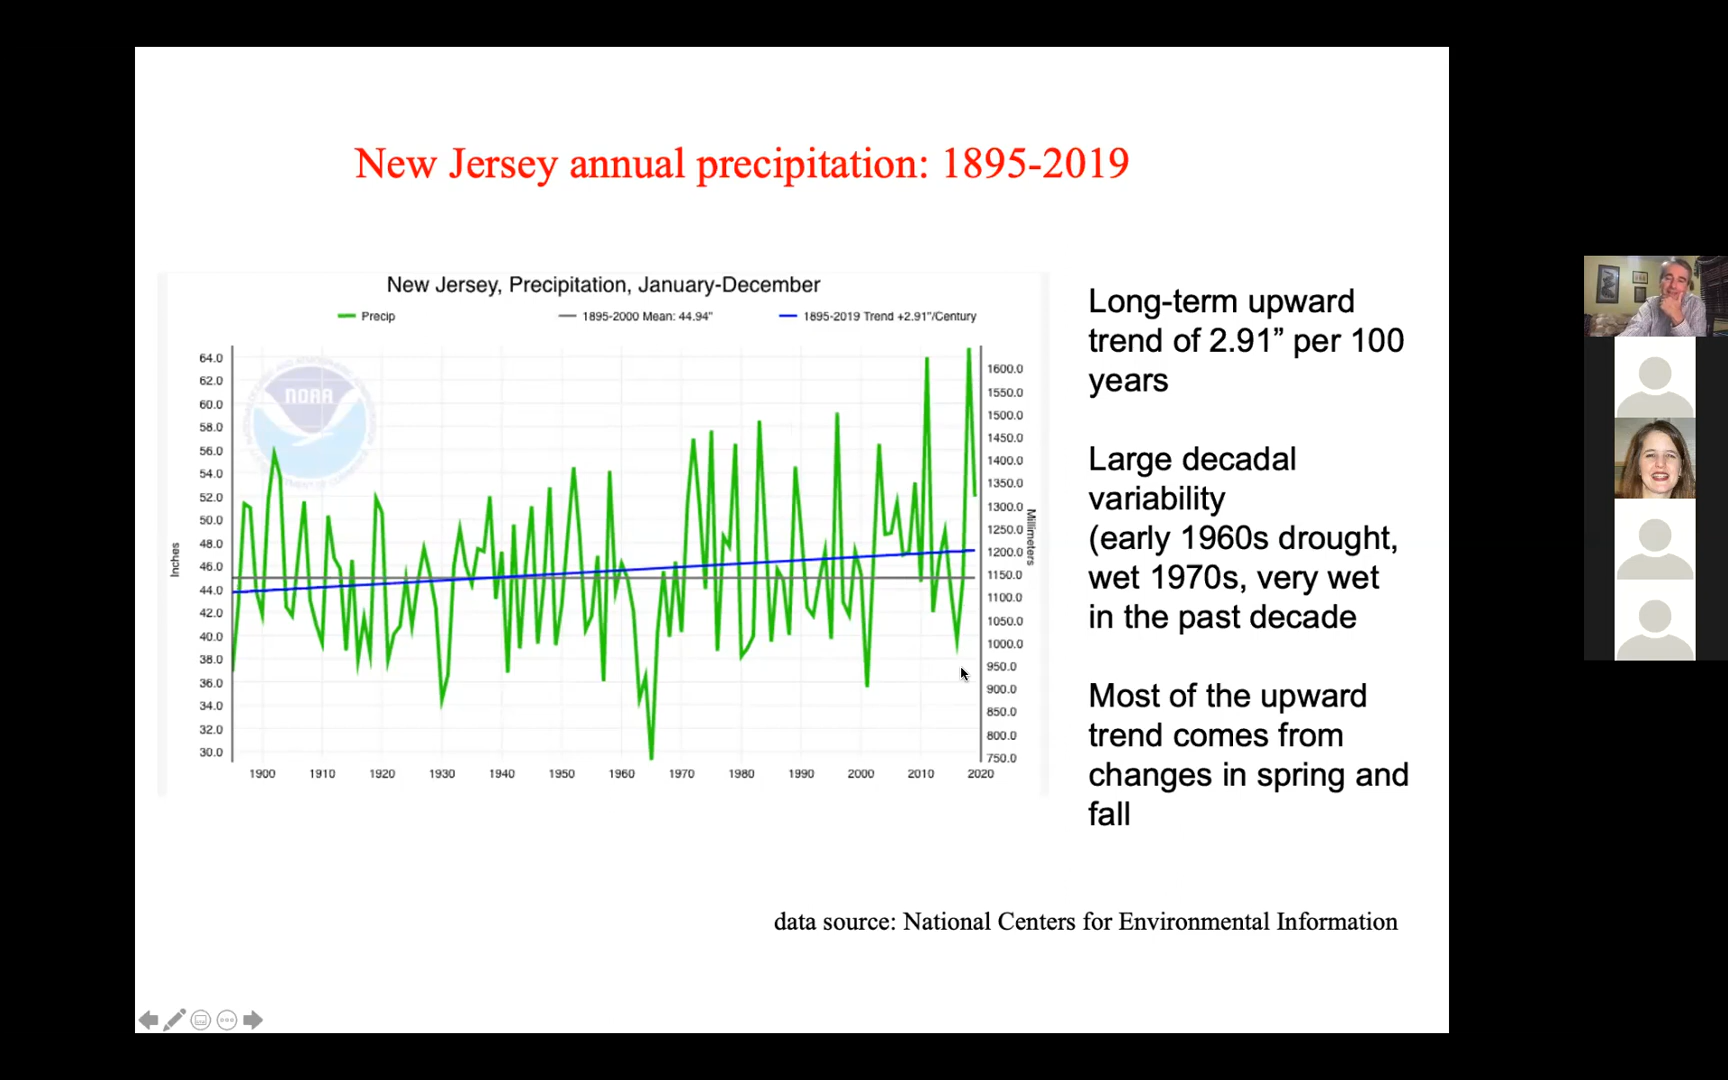 New Jersey annual precipitation: 1895-2019
New Jersey, Precipitation, January-December
Precip
1895-2000 Mean: 44.94"
1895-2019 Trend +2.91"/Century
64.0
62.0
60.0
58.0
56.0
54.0
52.0
50.0
48.0
46.0
44.0
42.0
40.0
38.0
36.0
34.0
32.0
30.0
Inches
NOAA
1600.0
1550.0
1500.0
1450.0
1400.0
1350.0
1300.0
1250.0
1200.0
1150.0
1100.0
1050.0
1000.0
950.0
900.0
850.0
800.0
750.0
Millimeters
1900 1910 1920 1930 1940 1950 1960 1970 1980 1990 2000 2010 2020
Long-term upward
trend of 2.91” per 100
years
Large decadal
variability
(early 1960s drought,
wet 1970s, very wet
in the past decade
Most of the upward
trend comes from
changes in spring and
fall
data source: National Centers for Environmental Information